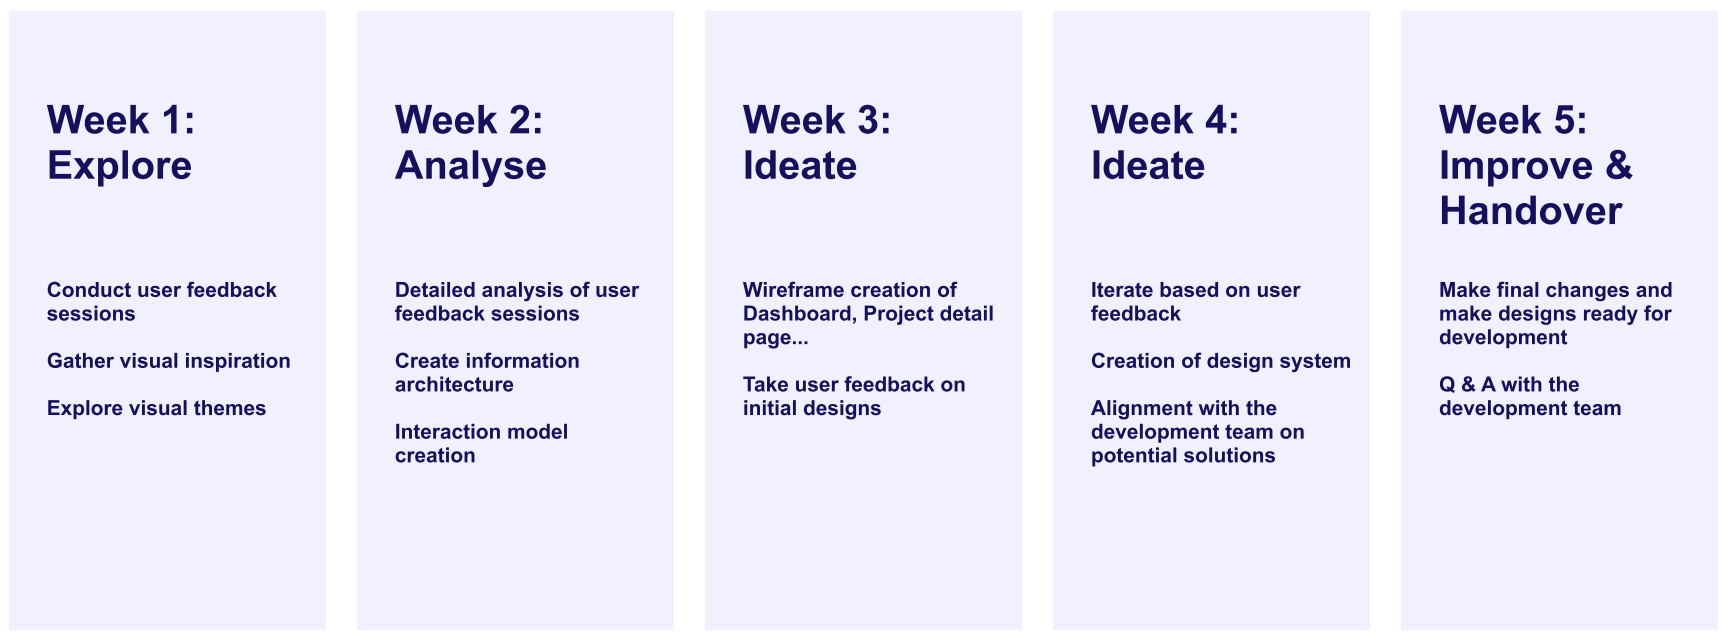 Week 1:
Explore
Conduct user feedback
sessions
Gather visual inspiration
Explore visual themes
Week 2:
Analyse
Detailed analysis of user
feedback sessions
Create information
architecture
Interaction model
creation
Week 3:
Ideate
Wireframe creation of
Dashboard, Project detail
page...
Take user feedback on
initial designs
Week 4:
Ideate
Iterate based on user
feedback
Creation of design system
Alignment with the
development team on
potential solutions
Week 5:
Improve &
Handover
Make final changes and
make designs ready for
development
Q & A with the
development team